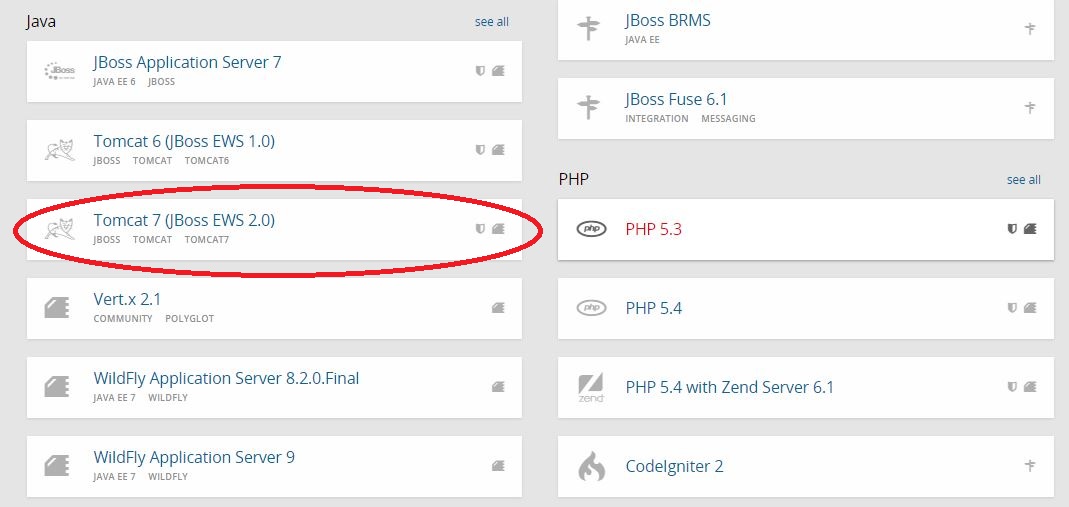 Java
see all
JBoss
JBoss Application Server 7
JAVA EE 6 JBOSS
Tomcat 6 (JBoss EWS 1.0)
JBOSS TOMCAT TOMCAT6
Tomcat 7 (JBoss EWS 2.0)
JBOSS TOMCAT TOMCAT7
Vert.x 2.1
COMMUNITY POLYGLOT
WildFly Application Server 8.2.0.Final
JAVA EE 7 WILDFLY
WildFly Application Server 9
JAVA EE 7 WILDFLY
JBoss BRMS
JAVA EE
JBoss Fuse 6.1
INTEGRATION MESSAGING
PHP
see all
php
PHP 5.3
php
PHP 5.4
zend
PHP 5.4 with Zend Server 6.1
CodeIgniter 2